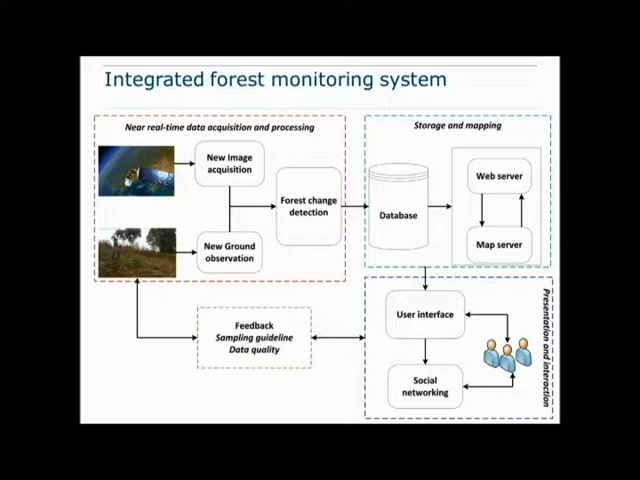 Integrated forest monitoring system
Near real-time data acquisition and processing
New Image
acquisition
Forest change
detection
New Ground
observation
Storage and mapping
Database
Web server
Map server
Feedback
Sampling guideline
Data quality
User interface
Social
networking
Presentation and interaction